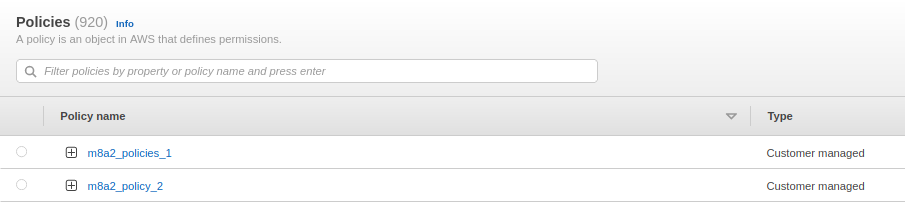 Policies (920) Info
A policy is an object in AWS that defines permissions.
Filter policies by property or policy name and press enter
Policy name Type
m8a2_policies_1 Customer managed
m8a2_policy_2 Customer managed